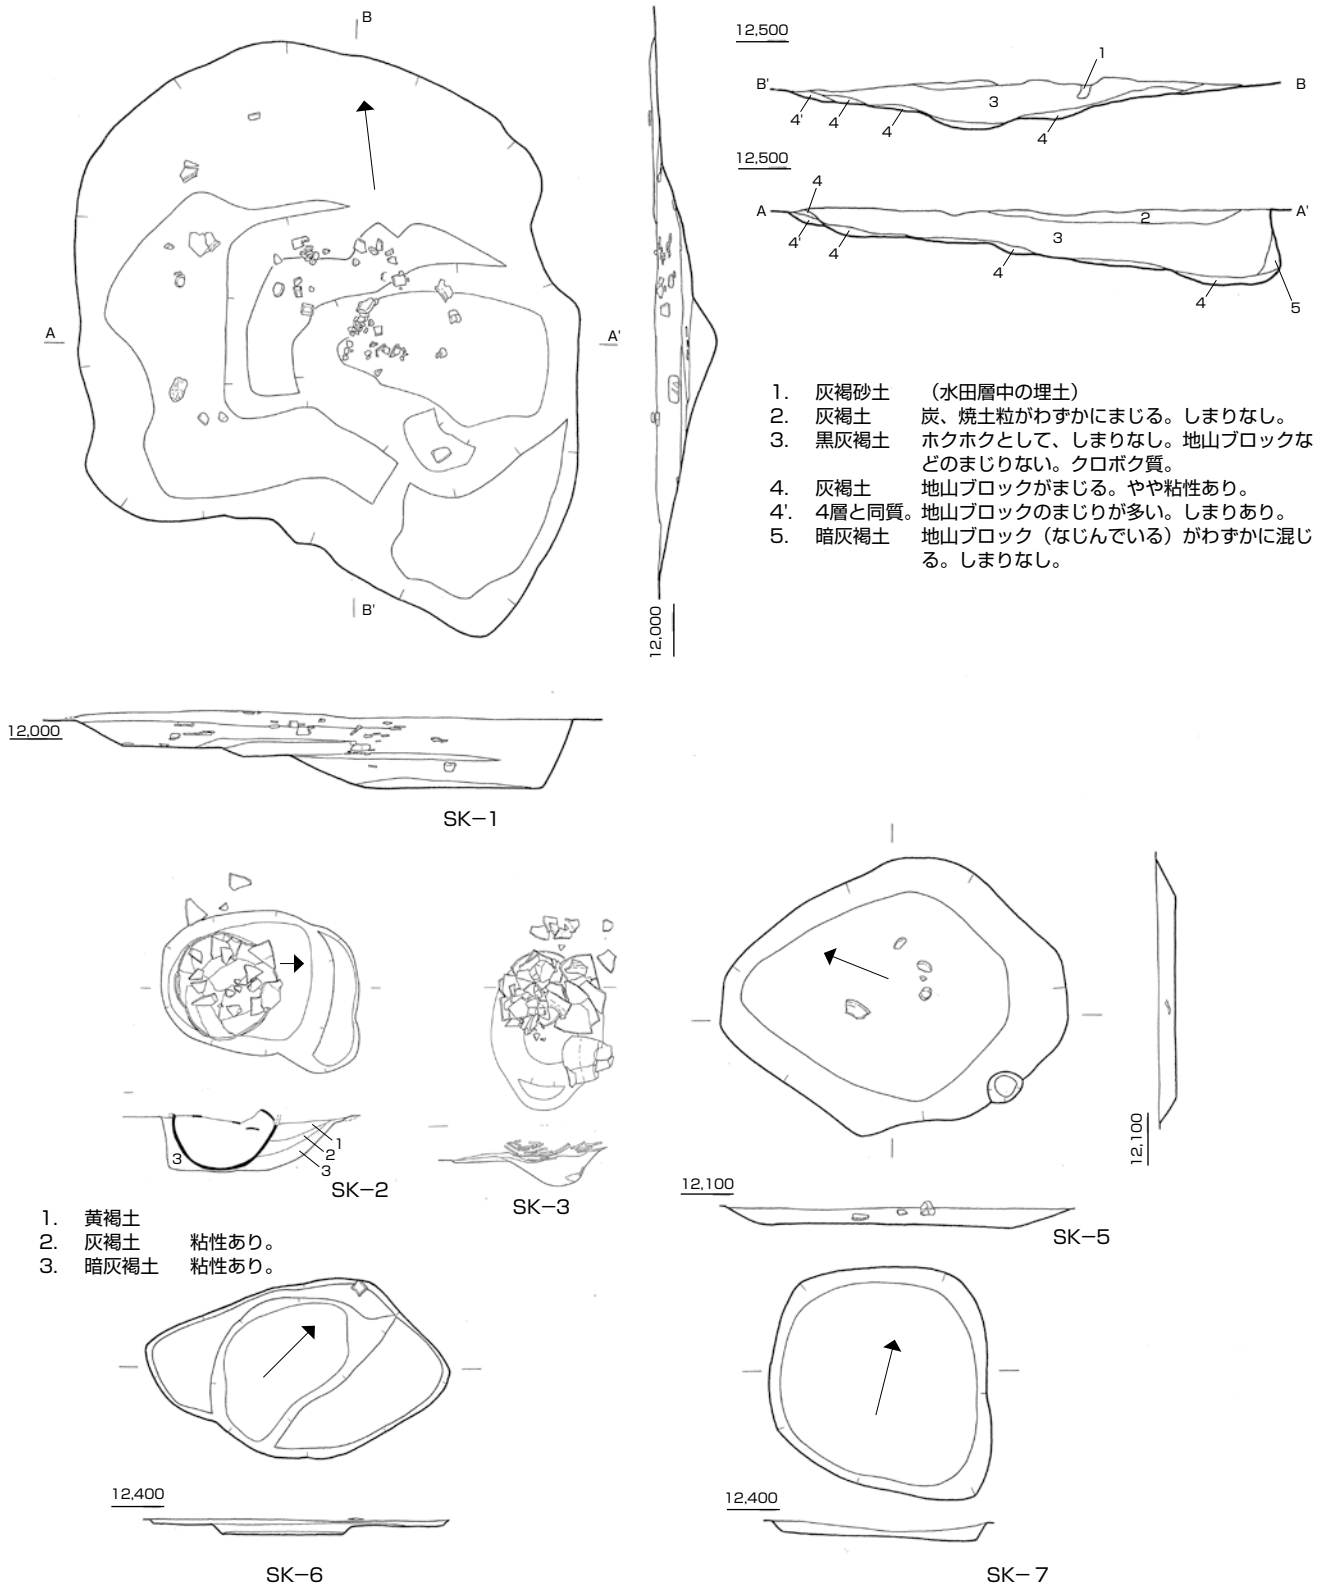 B
A
A'
B'
12,000
12,500
B'
B
1
3
4'
4
4
4
12,500
A
A'
4
2
3
4'
4
4
4
5
1. 灰褐砂土 （水田層中の埋土）
2. 灰褐土 炭、焼土粒がわずかにまじる。しまりなし。
3. 黒灰褐土 ホクホクとして、しまりなし。地山ブロックな
どのまじりない。クロボク質。
4. 灰褐土 地山ブロックがまじる。やや粘性あり。
4'. 4層と同質。地山ブロックのまじりが多い。しまりあり。
5. 暗灰褐土 地山ブロック（なじんでいる）がわずかに混じ
る。しまりなし。
12,000
SK−1
3
1
2
3
SK−2
SK−3
1. 黄褐土
2. 灰褐土 粘性あり。
3. 暗灰褐土 粘性あり。
12,100
12,100
SK−5
12,400
SK−6
12,400
SK−7